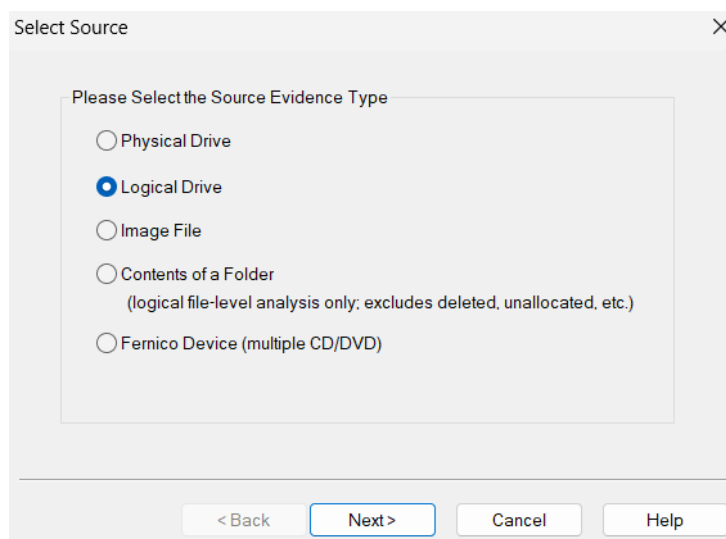 Select Source
Please Select the Source Evidence Type
Physical Drive
Logical Drive
Image File
Contents of a Folder
(logical file-level analysis only; excludes deleted, unallocated, etc.)
Fernico Device (multiple CD/DVD)
< Back Next > Cancel Help